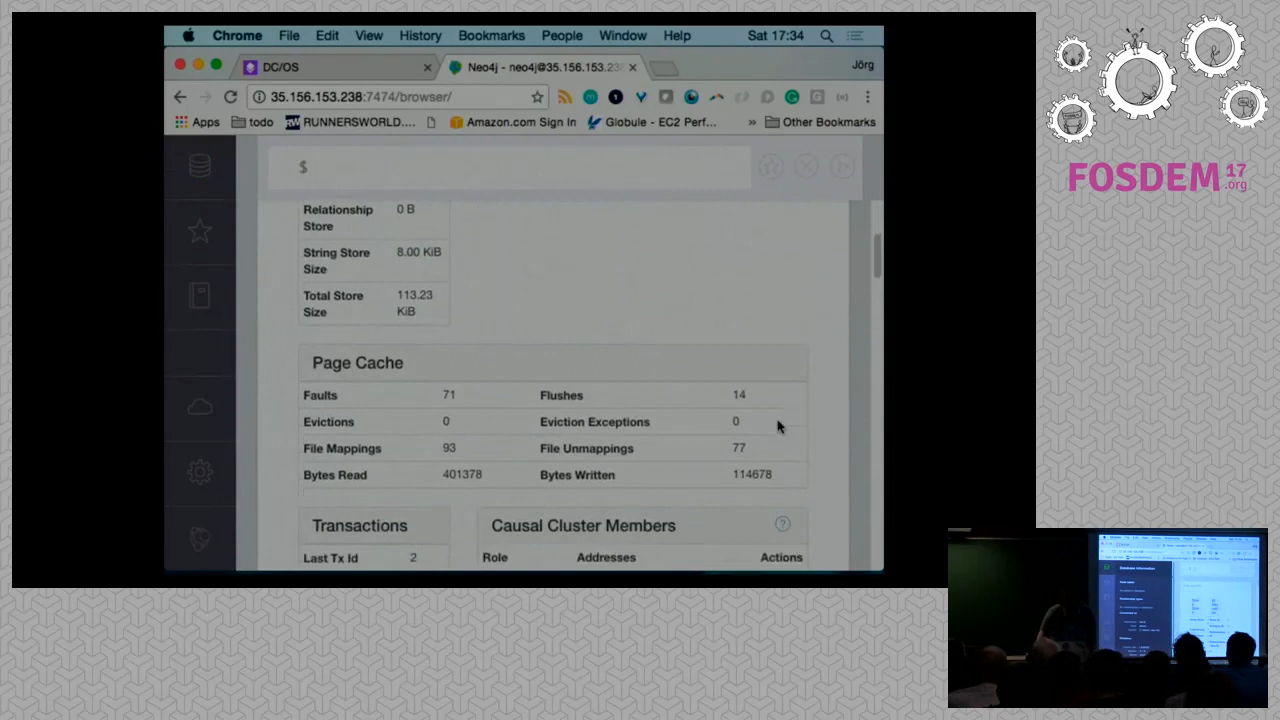 Chrome File Edit View History Bookmarks People Window Help Sat 17:34
DC/OS
Neo4j - neo4j@35.156.153.23
Jörg
35.156.153.238:7474/browser/
Apps todo RUNNERSWORLD.... Amazon.com Sign In Globule - EC2 Perf... » Other Bookmarks
$
Relationship Store 0 B
String Store Size 8.00 KiB
Total Store Size 113.23 KiB
Page Cache
Faults 71 Flushes 14
Evictions 0 Eviction Exceptions 0
File Mappings 93 File Unmappings 77
Bytes Read 401378 Bytes Written 114678
Transactions
Causal Cluster Members ?
Last Tx Id Addresses Actions
FOSDEM 17
.org
Database Information